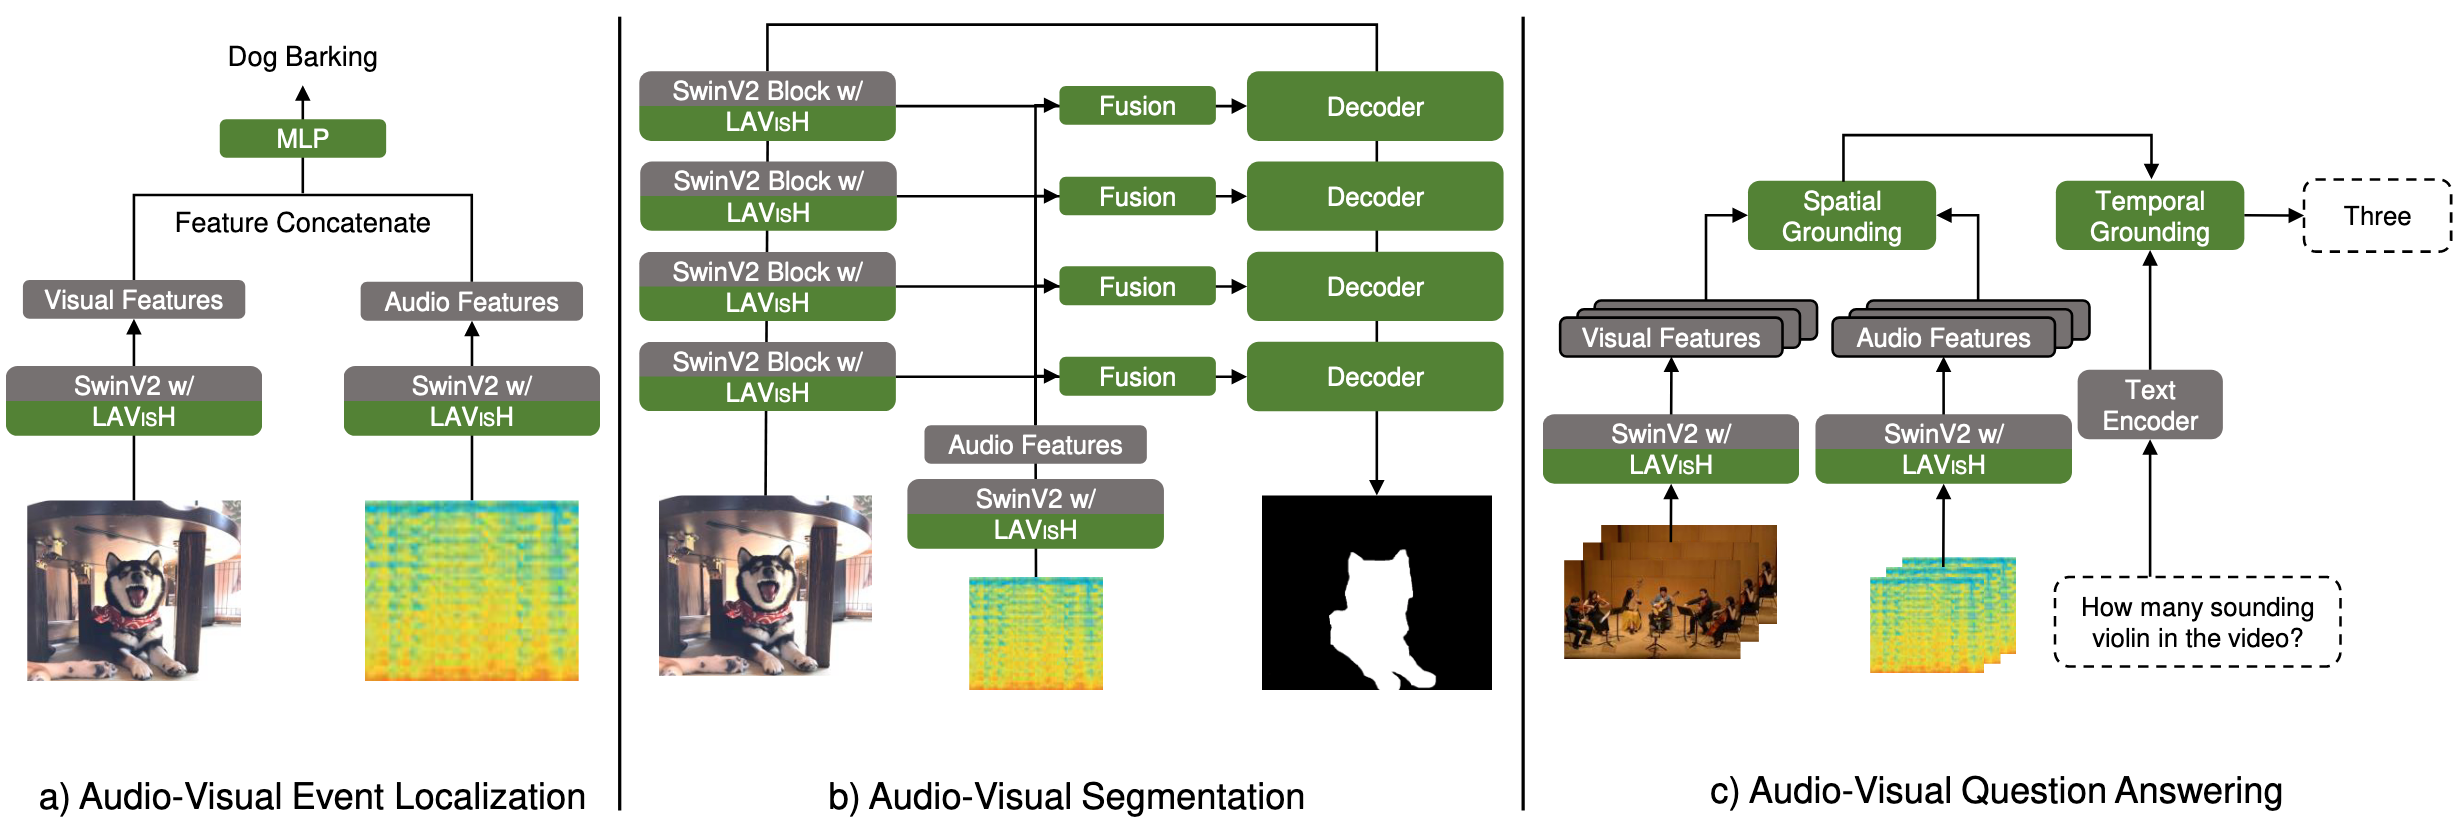 Dog Barking
MLP
Feature Concatenate
Visual Features
Audio Features
SwinV2 w/
LAVISH
SwinV2 w/
LAVISH
a) Audio-Visual Event Localization
SwinV2 Block w/
LAVISH
Fusion
Decoder
SwinV2 Block w/
LAVISH
Fusion
Decoder
SwinV2 Block w/
LAVISH
Fusion
Decoder
SwinV2 Block w/
LAVISH
Fusion
Decoder
Audio Features
SwinV2 w/
LAVISH
b) Audio-Visual Segmentation
Spatial
Grounding
Temporal
Grounding
Three
Visual Features
Audio Features
Text
Encoder
SwinV2 w/
LAVISH
SwinV2 w/
LAVISH
How many sounding
violin in the video?
c) Audio-Visual Question Answering